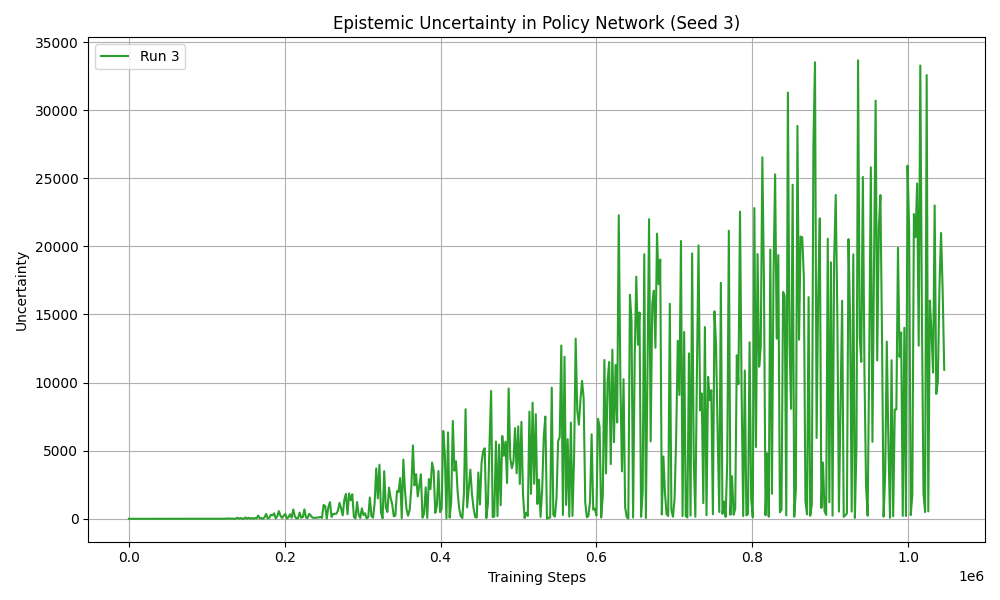 Epistemic Uncertainty in Policy Network (Seed 3)
Run 3
35000
30000
25000
20000
15000
10000
5000
0
Uncertainty
0.0 0.2 0.4 0.6 0.8 1.0
1e6
Training Steps